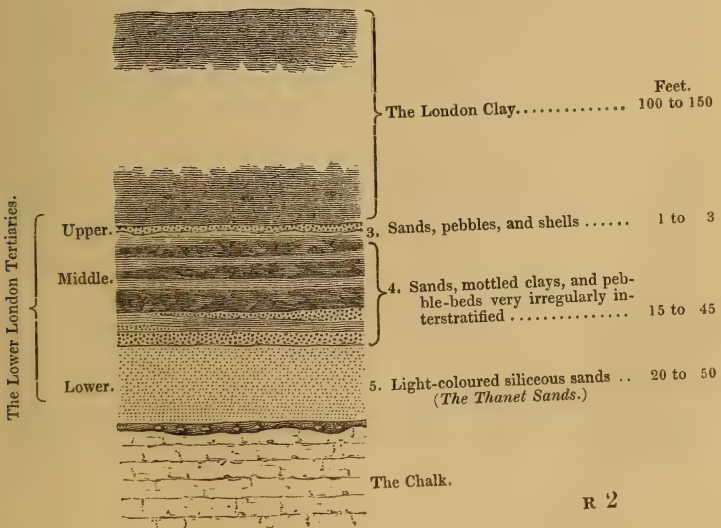 Feet.
The London Clay.............. 100 to 150
The Lower London Tertiaries.
Upper.
3. Sands, pebbles, and shells ...... 1 to 3
Middle.
4. Sands, mottled clays, and peb-
ble-beds very irregularly in-
terstratified .............. 15 to 45
Lower.
5. Light-coloured siliceous sands .. 20 to 50
(The Thanet Sands.)
The Chalk.
R 2